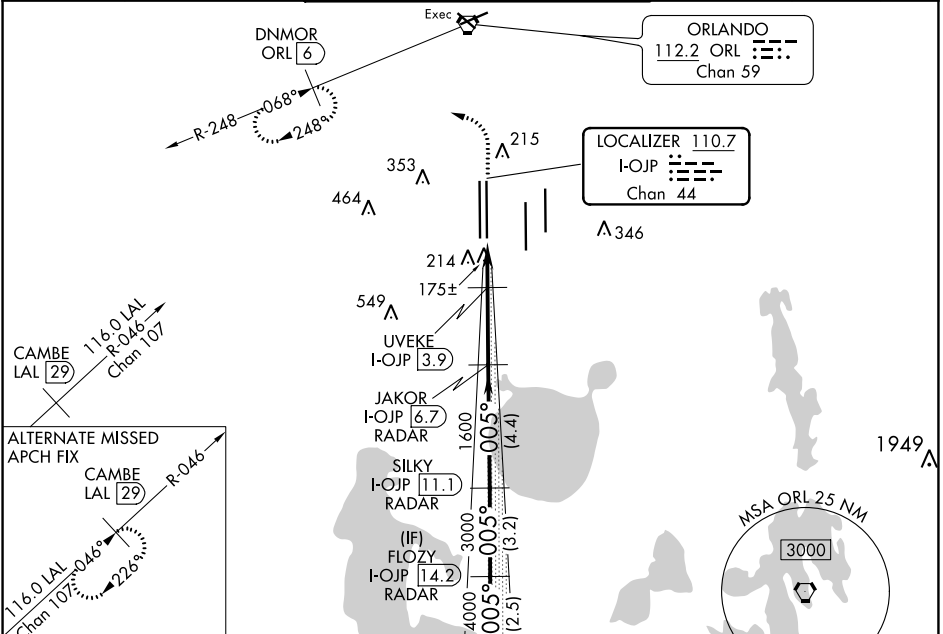 Exec
ORLANDO
112.2 ORL
Chan 59
DNMOR
ORL 6
R-248
068°
248°
215
LOCALIZER 110.7
I-OJP
Chan 44
353
464
346
214
175±
549
UVEKE
I-OJP 3.9
116.0 LAL
R-046
Chan 107
CAMBE
LAL 29
JAKOR
I-OJP 6.7
RADAR
1600
005°
(4.4)
ALTERNATE MISSED
APCH FIX
CAMBE
LAL 29
R-046
1949
SILKY
I-OJP 11.1
RADAR
3000
005°
(3.2)
MSA ORL 25 NM
3000
(IF)
FLOZY
I-OJP 14.2
RADAR
046°
226°
116.0 LAL
Chan 107
4000
005°
(2.5)